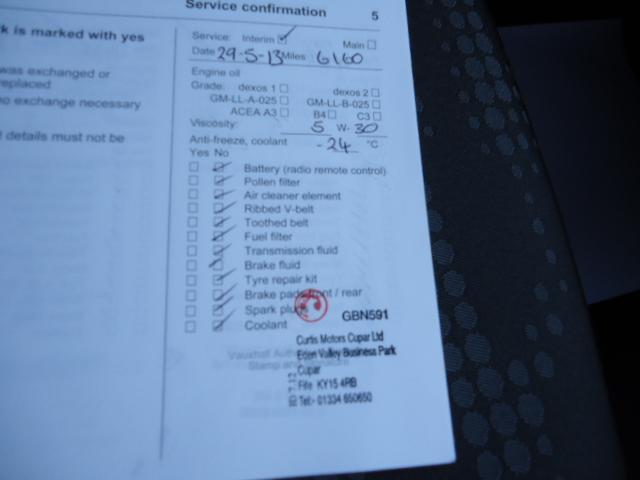 Service confirmation 5
k is marked with yes
was exchanged or
replaced
no exchange necessary
details must not be
Service: Interim Main
Date 29-5-13 Miles 6160
Engine oil
Grade: dexos 1 dexos 2
GM-LL-A-025 GM-LL-B-025
ACEA A3 B4 C3
Viscosity: 5 W- 30
Anti-freeze, coolant -24 °C
Yes No
Battery (radio remote control)
Pollen filter
Air cleaner element
Ribbed V-belt
Toothed belt
Fuel filter
Transmission fluid
Brake fluid
Tyre repair kit
Brake pads front / rear
Spark plugs
Coolant
GBN591
Curtis Motors Cupar Ltd
Eden Valley Business Park
Cupar
Fife KY15 4RB
Tel:- 01334 650650